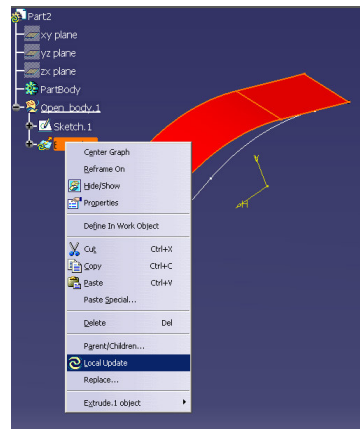 Part2
xy plane
yz plane
zx plane
PartBody
Open_body.1
Sketch.1
Center Graph
Reframe On
Hide/Show
Properties
Define In Work Object
Cut Ctrl+X
Copy Ctrl+C
Paste Ctrl+V
Paste Special...
Delete Del
Parent/Children...
Local Update
Replace...
Extrude.1 object
V
H